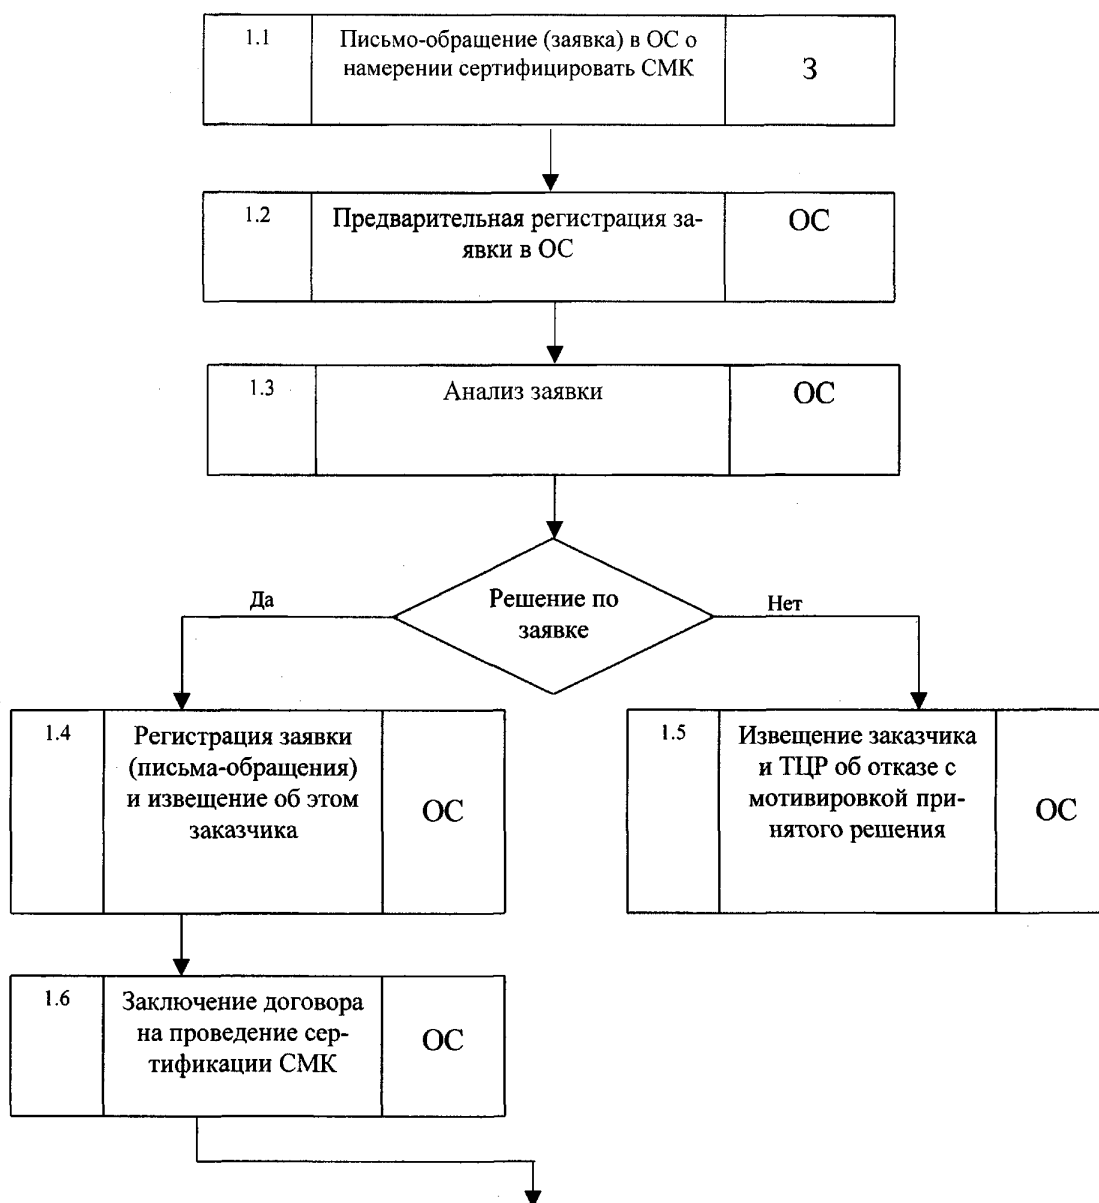 1.1
Письмо-обращение (заявка) в ОС о
намерении сертифицировать СМК
З
1.2
Предварительная регистрация за-
явки в ОС
ОС
1.3
Анализ заявки
ОС
Решение по
заявке
Да
Нет
1.4
Регистрация заявки
(письма-обращения)
и извещение об этом
заказчика
ОС
1.5
Извещение заказчика
и ТЦР об отказе с
мотивировкой при-
нятого решения
ОС
1.6
Заключение договора
на проведение сер-
тификации СМК
ОС